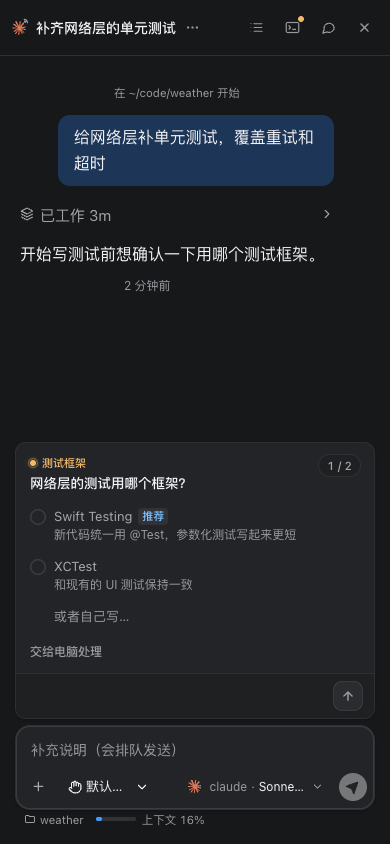 补齐网络层的单元测试 ···
在 ~/code/weather 开始
给网络层补单元测试，覆盖重试和
超时
已工作 3m
开始写测试前想确认一下用哪个测试框架。
2 分钟前
测试框架
1 / 2
网络层的测试用哪个框架?
Swift Testing 推荐
新代码统一用 @Test，参数化测试写起来更短
XCTest
和现有的 UI 测试保持一致
或者自己写...
交给电脑处理
补充说明（会排队发送）
默认... claude · Sonne...
weather 上下文 16%